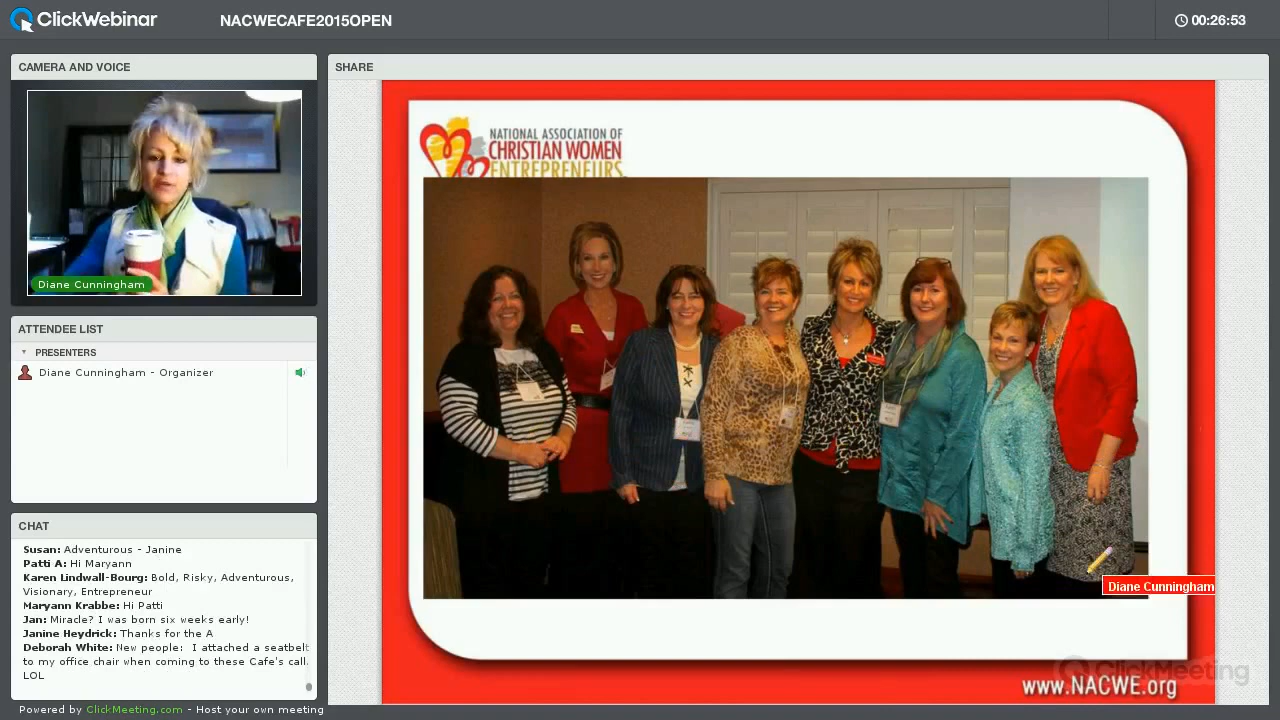 ClickWebinar
NACWECAFE2015OPEN
00:26:53
CAMERA AND VOICE
Diane Cunningham
ATTENDEE LIST
PRESENTERS
Diane Cunningham - Organizer
CHAT
Susan: Adventurous - Janine
Patti A: Hi Maryann
Karen Lindwall-Bourg: Bold, Risky, Adventurous,
Visionary, Entrepreneur
Maryann Krabbe: Hi Patti
Jan: Miracle? I was born six weeks early!
Janine Heydrick: Thanks for the A
Deborah White: New people: I attached a seatbelt
to my when coming to these Café's call.
LOL
Powered by ClickMeeting.com - Host your own meeting
SHARE
NATIONAL ASSOCIATION OF
CHRISTIAN WOMEN
ENTREPRENEURS
Diane Cunningham
ClickMeeting
www.NACWE.org